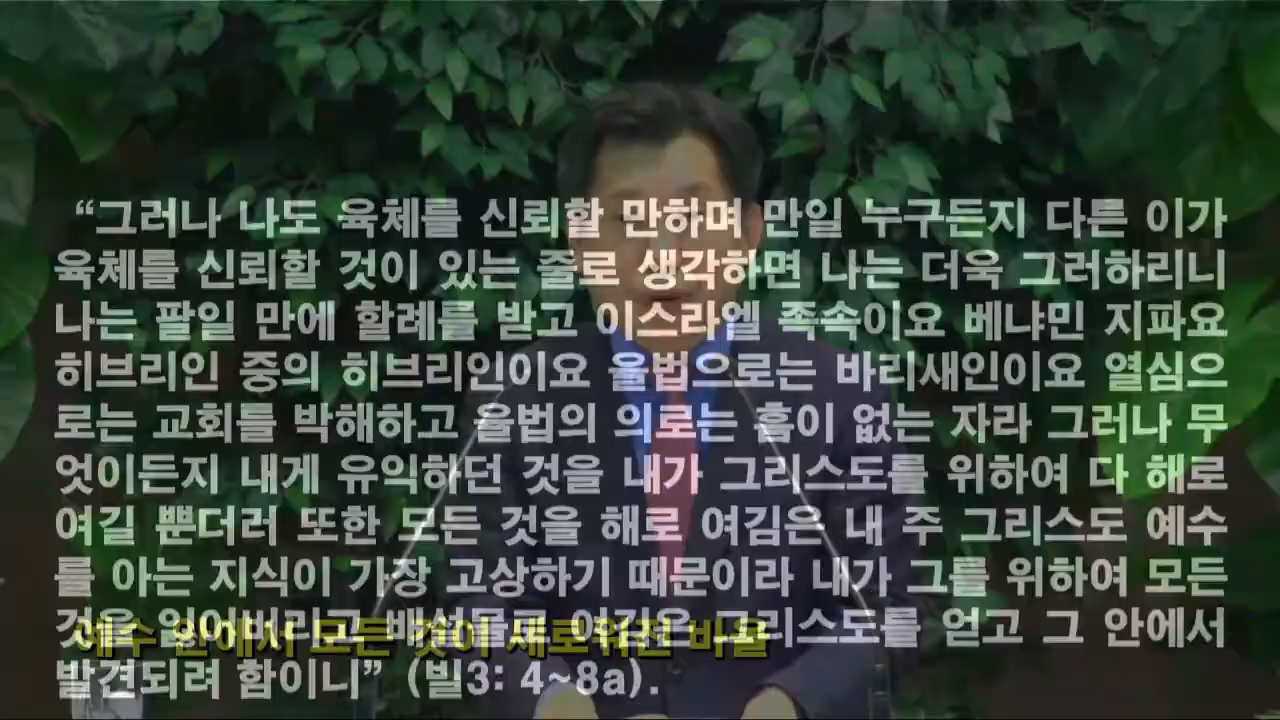 “그러나 나도 육체를 신뢰할 만하며 만일 누구든지 다른 이가
육체를 신뢰할 것이 있는 줄로 생각하면 나는 더욱 그러하리니
나는 팔일 만에 할례를 받고 이스라엘 족속이요 베냐민 지파요
히브리인 중의 히브리인이요 율법으로는 바리새인이요 열심으
로는 교회를 박해하고 율법의 의로는 흠이 없는 자라 그러나 무
엇이든지 내게 유익하던 것을 내가 그리스도를 위하여 다 해로
여길 뿐더러 또한 모든 것을 해로 여김은 내 주 그리스도 예수
를 아는 지식이 가장 고상하기 때문이라 내가 그를 위하여 모든
것을 잃어버리고 배설물로 여김은 그리스도를 얻고 그 안에서
예수 안에서 모든 것이 새로워진 바울
발견되려 함이니” (빌3: 4~8a).